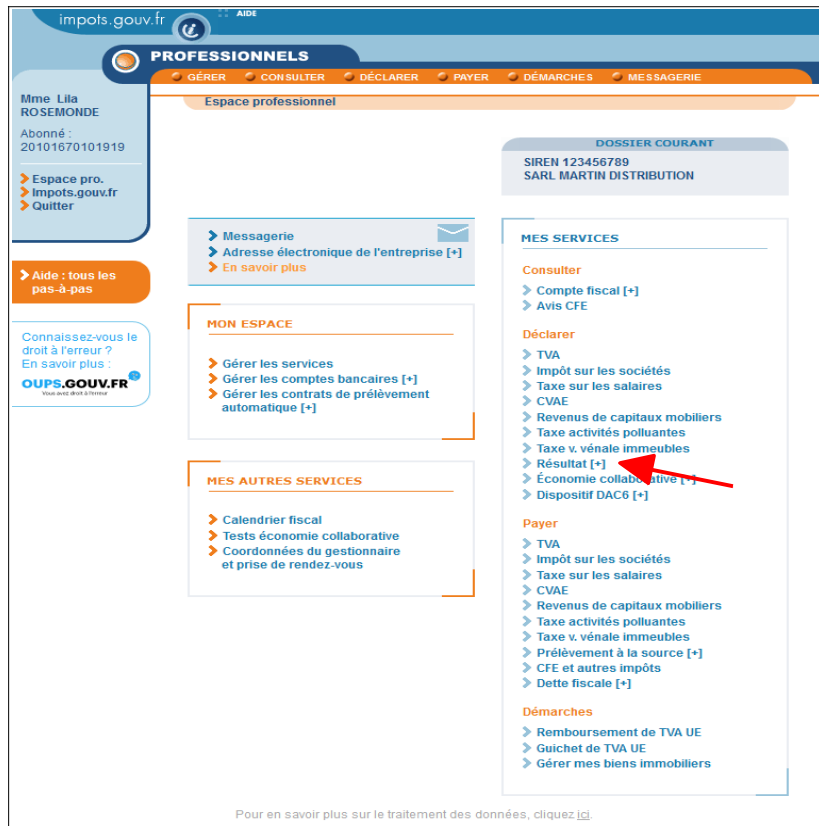 impots.gouv.fr
AIDE
PROFESSIONNELS
GÉRER CONSULTER DÉCLARER PAYER DÉMARCHES MESSAGERIE
Mme Lila
ROSEMONDE
Abonné :
20101670101919
Espace pro.
Impots.gouv.fr
Quitter
Aide : tous les
pas-à-pas
Connaissez-vous le
droit à l'erreur ?
En savoir plus :
OUPS.GOUV.FR
Vous avez droit à l'erreur
Espace professionnel
DOSSIER COURANT
SIREN 123456789
SARL MARTIN DISTRIBUTION
Messagerie
Adresse électronique de l'entreprise [+]
En savoir plus
MON ESPACE
Gérer les services
Gérer les comptes bancaires [+]
Gérer les contrats de prélèvement
automatique [+]
MES AUTRES SERVICES
Calendrier fiscal
Tests économie collaborative
Coordonnées du gestionnaire
et prise de rendez-vous
MES SERVICES
Consulter
Compte fiscal [+]
Avis CFE
Déclarer
TVA
Impôt sur les sociétés
Taxe sur les salaires
CVAE
Revenus de capitaux mobiliers
Taxe activités polluantes
Taxe v. vénale immeubles
Résultat [+]
Économie collaborative [+]
Dispositif DAC6 [+]
Payer
TVA
Impôt sur les sociétés
Taxe sur les salaires
CVAE
Revenus de capitaux mobiliers
Taxe activités polluantes
Taxe v. vénale immeubles
Prélèvement à la source [+]
CFE et autres impôts
Dette fiscale [+]
Démarches
Remboursement de TVA UE
Guichet de TVA UE
Gérer mes biens immobiliers
Pour en savoir plus sur le traitement des données, cliquez ici.